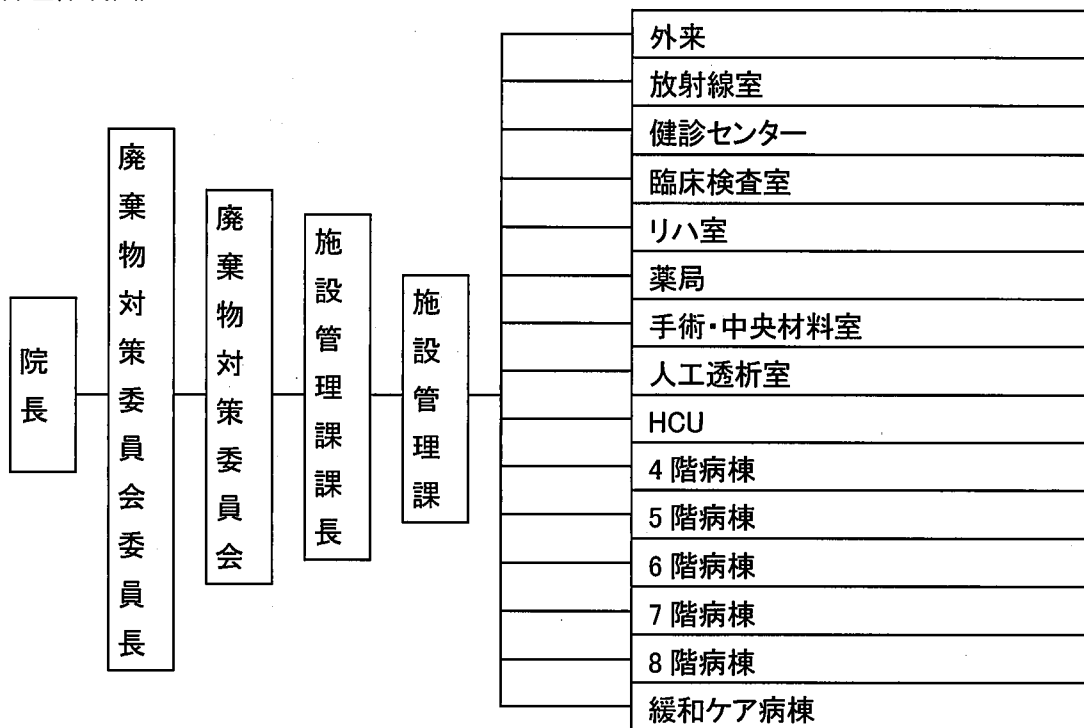 院長
廃棄物対策委員会委員長
廃棄物対策委員会
施設管理課課長
施設管理課
外来
放射線室
健診センター
臨床検査室
リハ室
薬局
手術・中央材料室
人工透析室
HCU
4階病棟
5階病棟
6階病棟
7階病棟
8階病棟
緩和ケア病棟